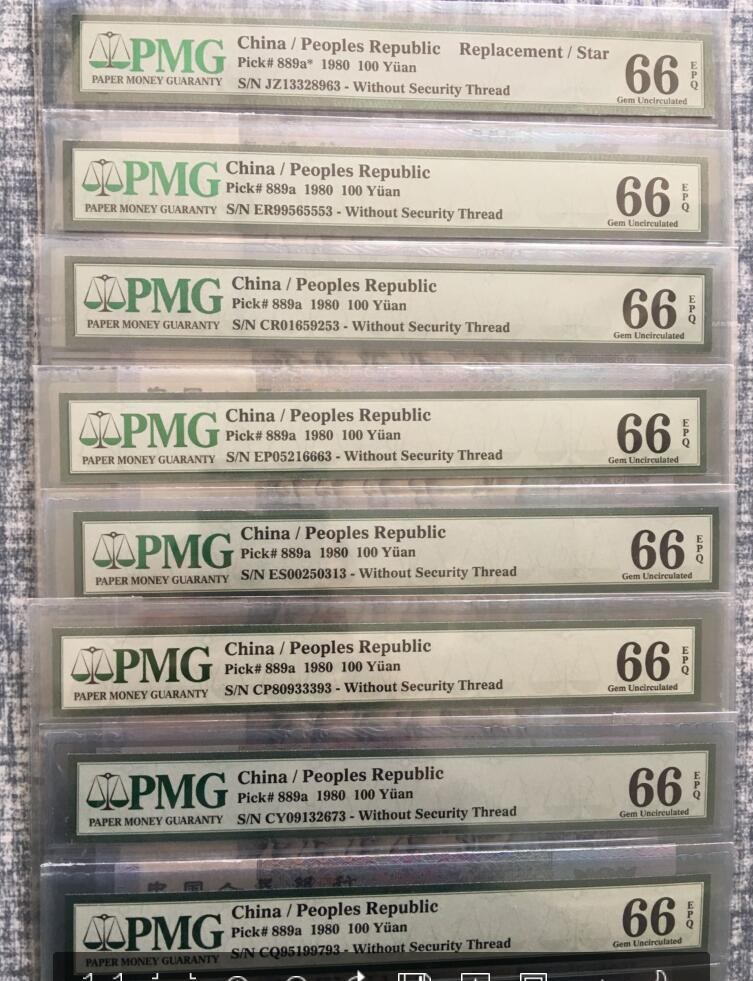 PMG
PAPER MONEY GUARANTY
China / Peoples Republic Replacement / Star
Pick# 889a* 1980 100 Yüan
S/N JZ13328963 - Without Security Thread
66 EPQ
Gem Uncirculated
PMG
PAPER MONEY GUARANTY
China / Peoples Republic
Pick# 889a 1980 100 Yüan
S/N ER99565553 - Without Security Thread
66 EPQ
Gem Uncirculated
PMG
PAPER MONEY GUARANTY
China / Peoples Republic
Pick# 889a 1980 100 Yüan
S/N CR01659253 - Without Security Thread
66 EPQ
Gem Uncirculated
PMG
PAPER MONEY GUARANTY
China / Peoples Republic
Pick# 889a 1980 100 Yüan
S/N EP05216663 - Without Security Thread
66 EPQ
Gem Uncirculated
PMG
PAPER MONEY GUARANTY
China / Peoples Republic
Pick# 889a 1980 100 Yüan
S/N ES00250313 - Without Security Thread
66 EPQ
Gem Uncirculated
PMG
PAPER MONEY GUARANTY
China / Peoples Republic
Pick# 889a 1980 100 Yüan
S/N CP80933393 - Without Security Thread
66 EPQ
Gem Uncirculated
PMG
PAPER MONEY GUARANTY
China / Peoples Republic
Pick# 889a 1980 100 Yüan
S/N CY09132673 - Without Security Thread
66 EPQ
Gem Uncirculated
PMG
PAPER MONEY GUARANTY
China / Peoples Republic
Pick# 889a 1980 100 Yüan
S/N CQ95199793 - Without Security Thread
66 EPQ
Gem Uncirculated